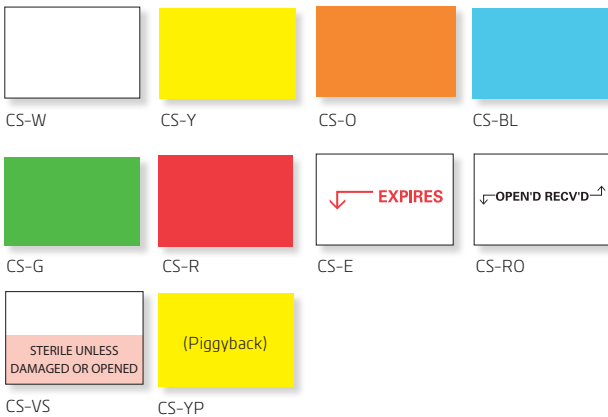 CS-W
CS-Y
CS-O
CS-BL
EXPIRES
OPEN'D RECV'D
CS-G
CS-R
CS-E
CS-RO
STERILE UNLESS
DAMAGED OR OPENED
(Piggyback)
CS-VS
CS-YP